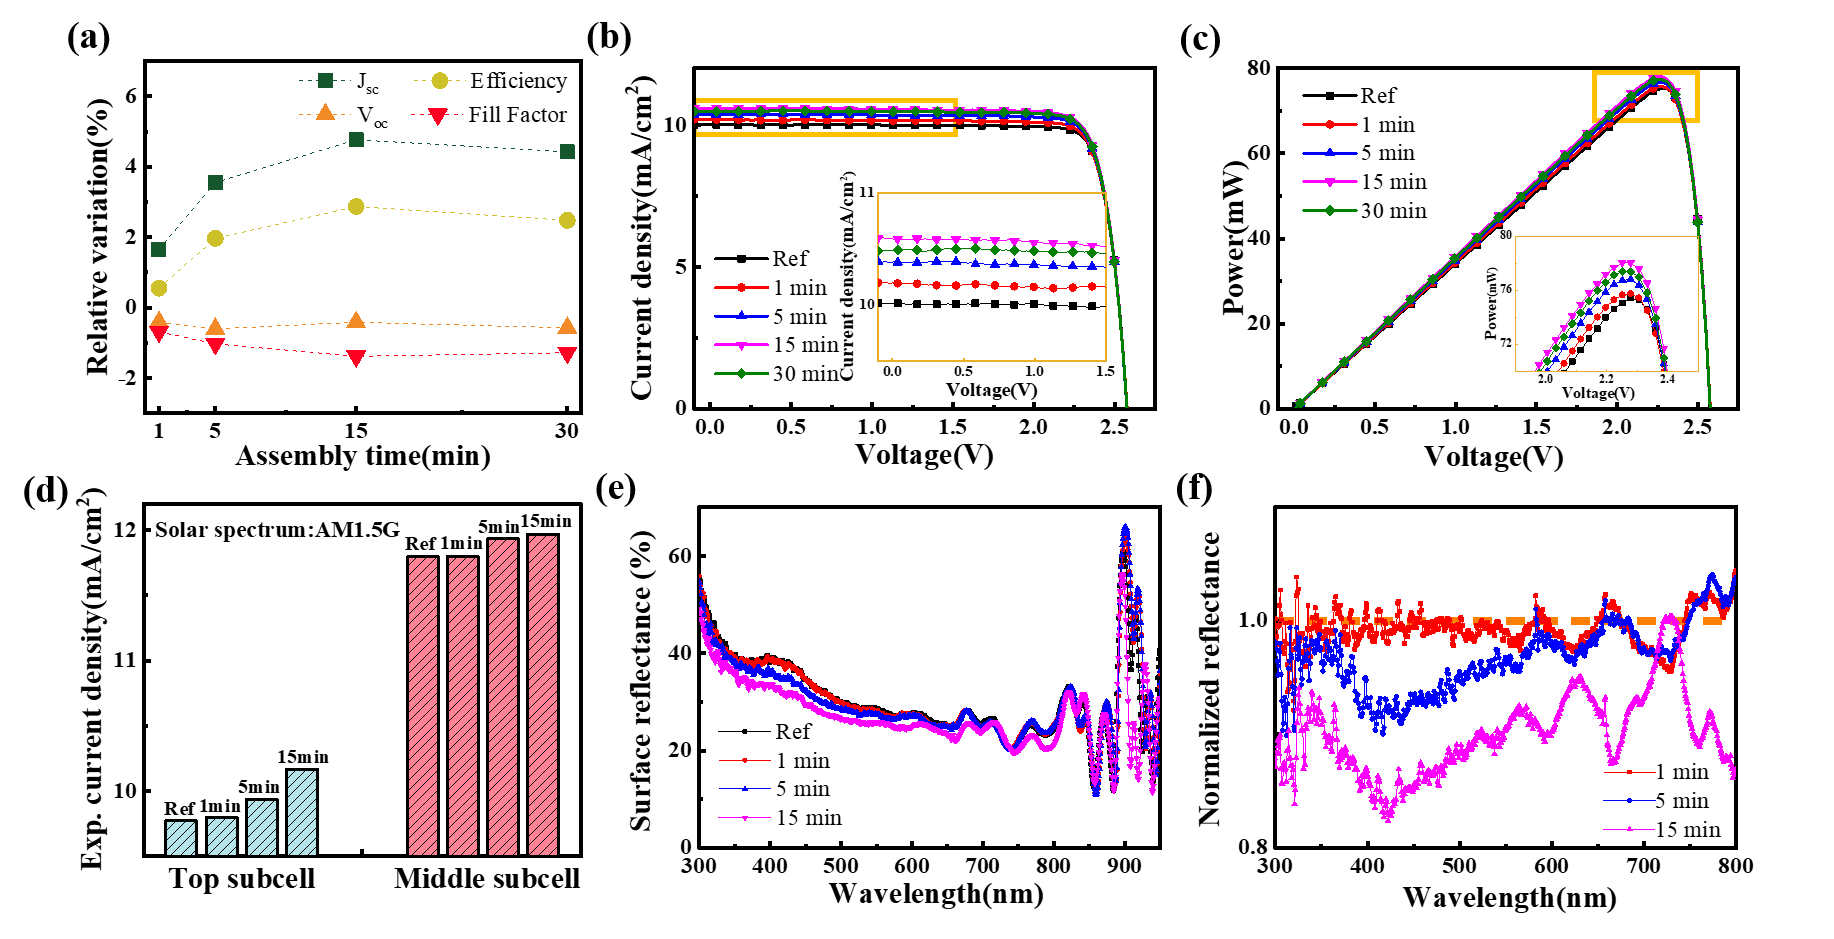 (a)
Relative variation(%)
6
4
2
0
-2
1
5
15
30
Assembly time(min)
Jsc
Efficiency
Voc
Fill Factor
(b)
Current density(mA/cm²)
10
5
0
0.0
0.5
1.0
1.5
2.0
2.5
Voltage(V)
Ref
1 min
5 min
15 min
30 min
Current density(mA/cm²)
11
10
0.0
0.5
1.0
1.5
Voltage(V)
(c)
Power(mW)
80
60
40
20
0
0.0
0.5
1.0
1.5
2.0
2.5
Voltage(V)
Ref
1 min
5 min
15 min
30 min
Power(mW)
80
76
72
2.0
2.2
2.4
Voltage(V)
(d)
Exp. current density(mA/cm²)
12
11
10
Solar spectrum:AM1.5G
Ref
1min
5min
15min
Ref
1min
5min
15min
Top subcell
Middle subcell
(e)
Surface reflectance (%)
60
40
20
0
300
400
500
600
700
800
900
Wavelength(nm)
Ref
1 min
5 min
15 min
(f)
Normalized reflectance
1.0
0.8
300
400
500
600
700
800
Wavelength(nm)
1 min
5 min
15 min